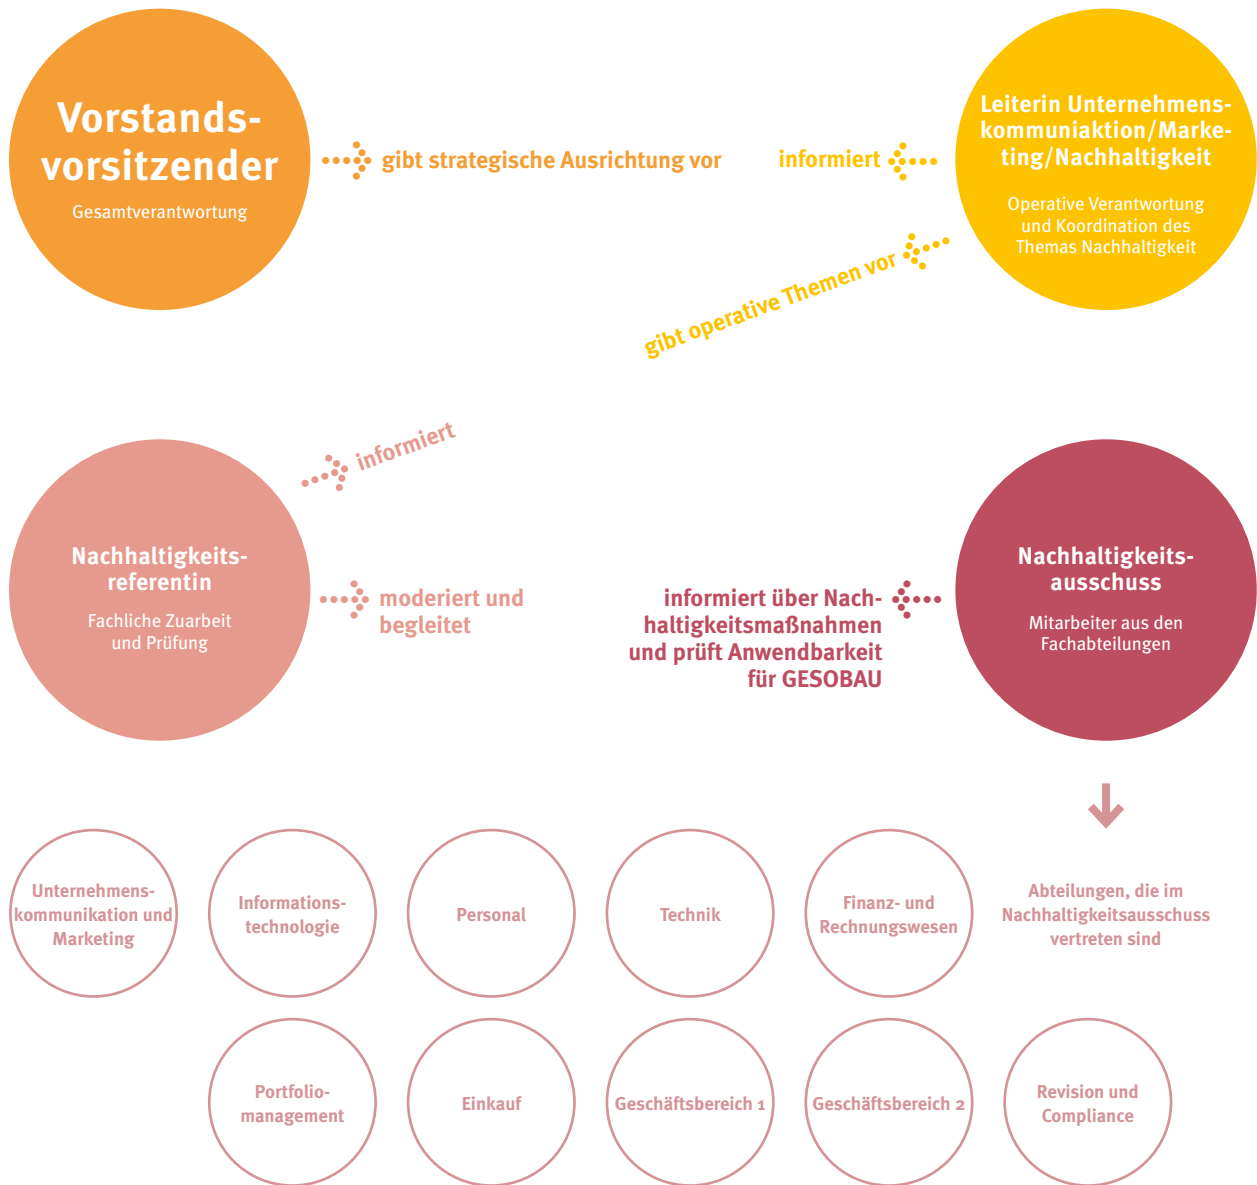 Vorstands-
vorsitzender
Gesamtverantwortung
gibt strategische Ausrichtung vor
informiert
Leiterin Unternehmens-
kommuniaktion/Marke-
ting/Nachhaltigkeit
Operative Verantwortung
und Koordination des
Themas Nachhaltigkeit
gibt operative Themen vor
informiert
Nachhaltigkeits-
referentin
Fachliche Zuarbeit
und Prüfung
moderiert und
begleitet
informiert über Nach-
haltigkeitsmaßnahmen
und prüft Anwendbarkeit
für GESOBAU
Nachhaltigkeits-
ausschuss
Mitarbeiter aus den
Fachabteilungen
Unternehmens-
kommunikation und
Marketing
Informations-
technologie
Personal
Technik
Finanz- und
Rechnungswesen
Abteilungen, die im
Nachhaltigkeitsausschuss
vertreten sind
Portfolio-
management
Einkauf
Geschäftsbereich 1
Geschäftsbereich 2
Revision und
Compliance